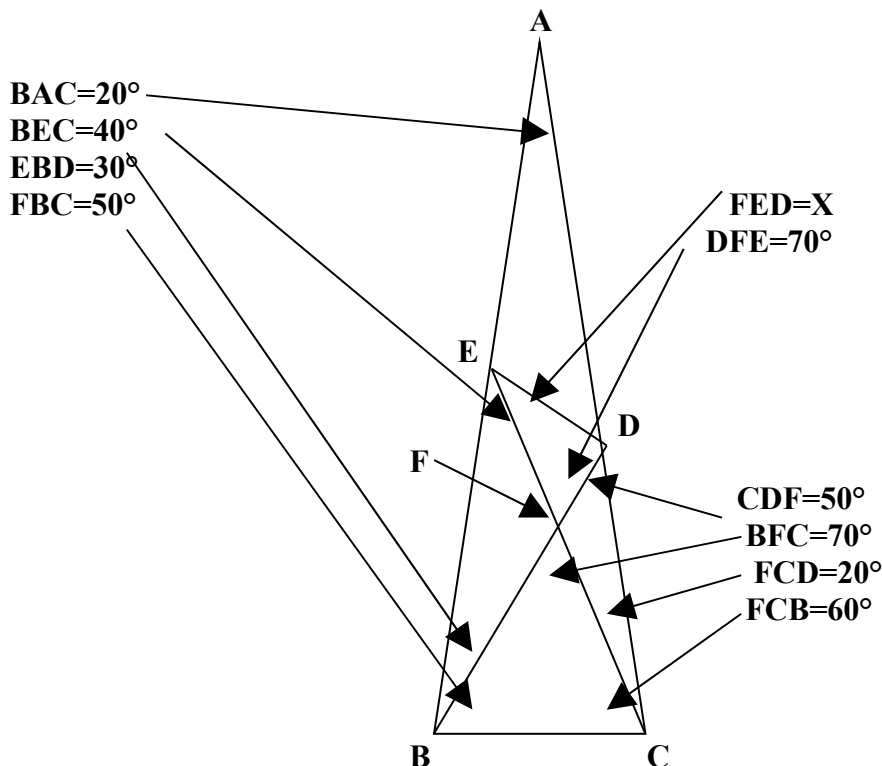 A
BAC=20°
BEC=40°
EBD=30°
FBC=50°
FED=X
DFE=70°
E
D
F
CDF=50°
BFC=70°
FCD=20°
FCB=60°
B
C